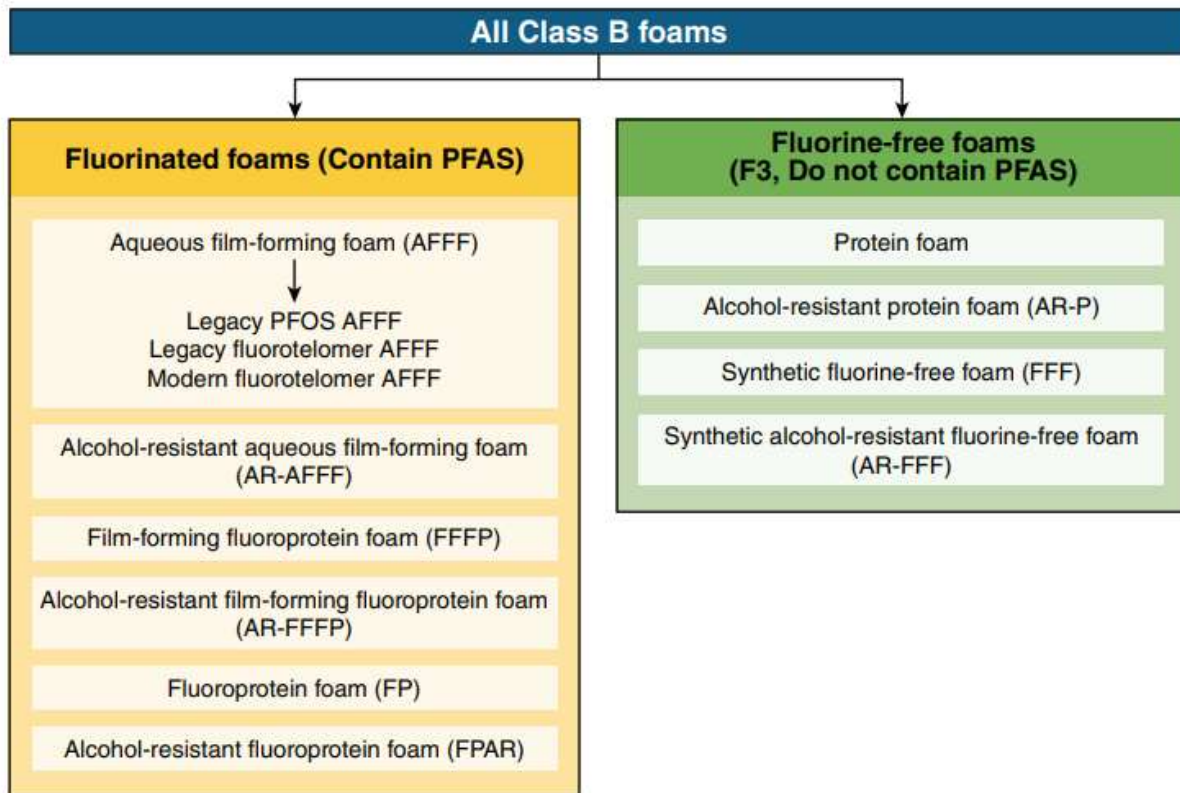 All Class B foams
Fluorinated foams (Contain PFAS)
Aqueous film-forming foam (AFFF)
Legacy PFOS AFFF
Legacy fluorotelomer AFFF
Modern fluorotelomer AFFF
Alcohol-resistant aqueous film-forming foam
(AR-AFFF)
Film-forming fluoroprotein foam (FFFP)
Alcohol-resistant film-forming fluoroprotein foam
(AR-FFFP)
Fluoroprotein foam (FP)
Alcohol-resistant fluoroprotein foam (FPAR)
Fluorine-free foams
(F3, Do not contain PFAS)
Protein foam
Alcohol-resistant protein foam (AR-P)
Synthetic fluorine-free foam (FFF)
Synthetic alcohol-resistant fluorine-free foam
(AR-FFF)